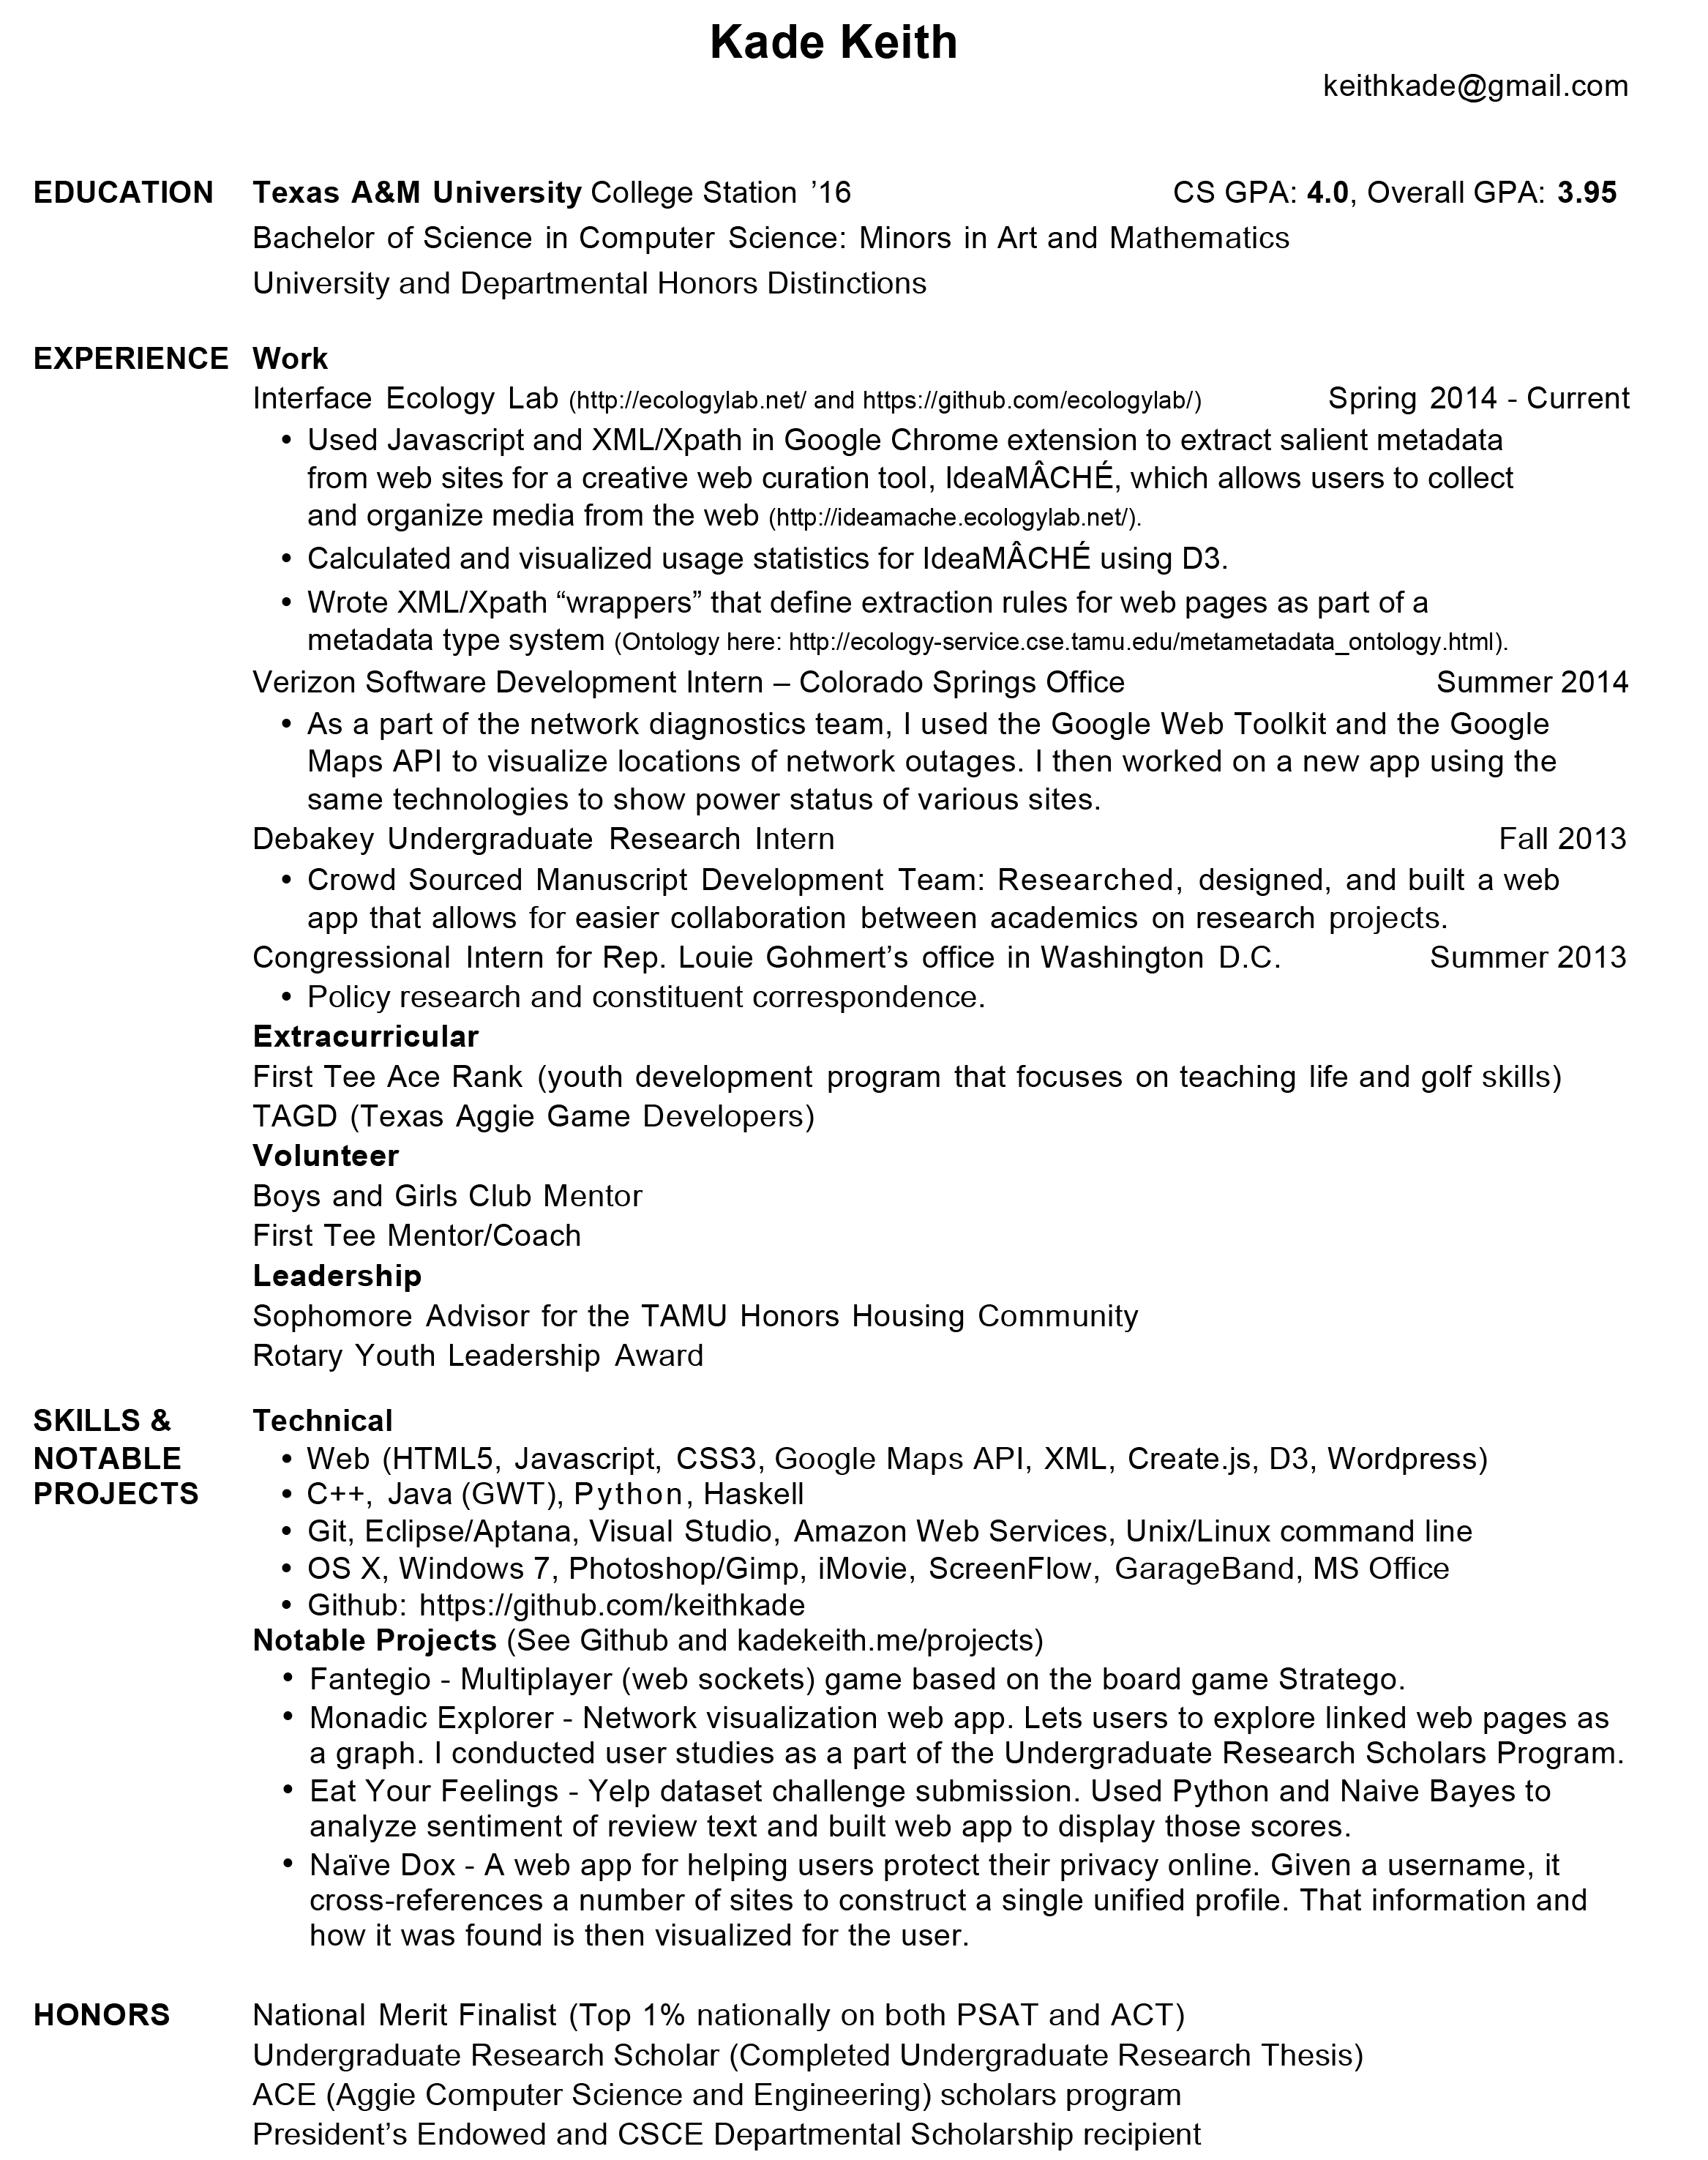 Kade Keith
keithkade@gmail.com
EDUCATION Texas A&M University College Station ’16 CS GPA: 4.0, Overall GPA: 3.95
Bachelor of Science in Computer Science: Minors in Art and Mathematics
University and Departmental Honors Distinctions
EXPERIENCE Work
Interface Ecology Lab (http://ecologylab.net/ and https://github.com/ecologylab/) Spring 2014 - Current
• Used Javascript and XML/Xpath in Google Chrome extension to extract salient metadata
from web sites for a creative web curation tool, IdeaMÂCHÉ, which allows users to collect
and organize media from the web (http://ideamache.ecologylab.net/).
• Calculated and visualized usage statistics for IdeaMÂCHÉ using D3.
• Wrote XML/Xpath “wrappers” that define extraction rules for web pages as part of a
metadata type system (Ontology here: http://ecology-service.cse.tamu.edu/metametadata_ontology.html).
Verizon Software Development Intern – Colorado Springs Office Summer 2014
• As a part of the network diagnostics team, I used the Google Web Toolkit and the Google
Maps API to visualize locations of network outages. I then worked on a new app using the
same technologies to show power status of various sites.
Debakey Undergraduate Research Intern Fall 2013
• Crowd Sourced Manuscript Development Team: Researched, designed, and built a web
app that allows for easier collaboration between academics on research projects.
Congressional Intern for Rep. Louie Gohmert’s office in Washington D.C. Summer 2013
• Policy research and constituent correspondence.
Extracurricular
First Tee Ace Rank (youth development program that focuses on teaching life and golf skills)
TAGD (Texas Aggie Game Developers)
Volunteer
Boys and Girls Club Mentor
First Tee Mentor/Coach
Leadership
Sophomore Advisor for the TAMU Honors Housing Community
Rotary Youth Leadership Award
SKILLS & Technical
NOTABLE • Web (HTML5, Javascript, CSS3, Google Maps API, XML, Create.js, D3, Wordpress)
PROJECTS • C++, Java (GWT), Python, Haskell
• Git, Eclipse/Aptana, Visual Studio, Amazon Web Services, Unix/Linux command line
• OS X, Windows 7, Photoshop/Gimp, iMovie, ScreenFlow, GarageBand, MS Office
• Github: https://github.com/keithkade
Notable Projects (See Github and kadekeith.me/projects)
• Fantegio - Multiplayer (web sockets) game based on the board game Stratego.
• Monadic Explorer - Network visualization web app. Lets users to explore linked web pages as
a graph. I conducted user studies as a part of the Undergraduate Research Scholars Program.
• Eat Your Feelings - Yelp dataset challenge submission. Used Python and Naive Bayes to
analyze sentiment of review text and built web app to display those scores.
• Naïve Dox - A web app for helping users protect their privacy online. Given a username, it
cross-references a number of sites to construct a single unified profile. That information and
how it was found is then visualized for the user.
HONORS National Merit Finalist (Top 1% nationally on both PSAT and ACT)
Undergraduate Research Scholar (Completed Undergraduate Research Thesis)
ACE (Aggie Computer Science and Engineering) scholars program
President’s Endowed and CSCE Departmental Scholarship recipient